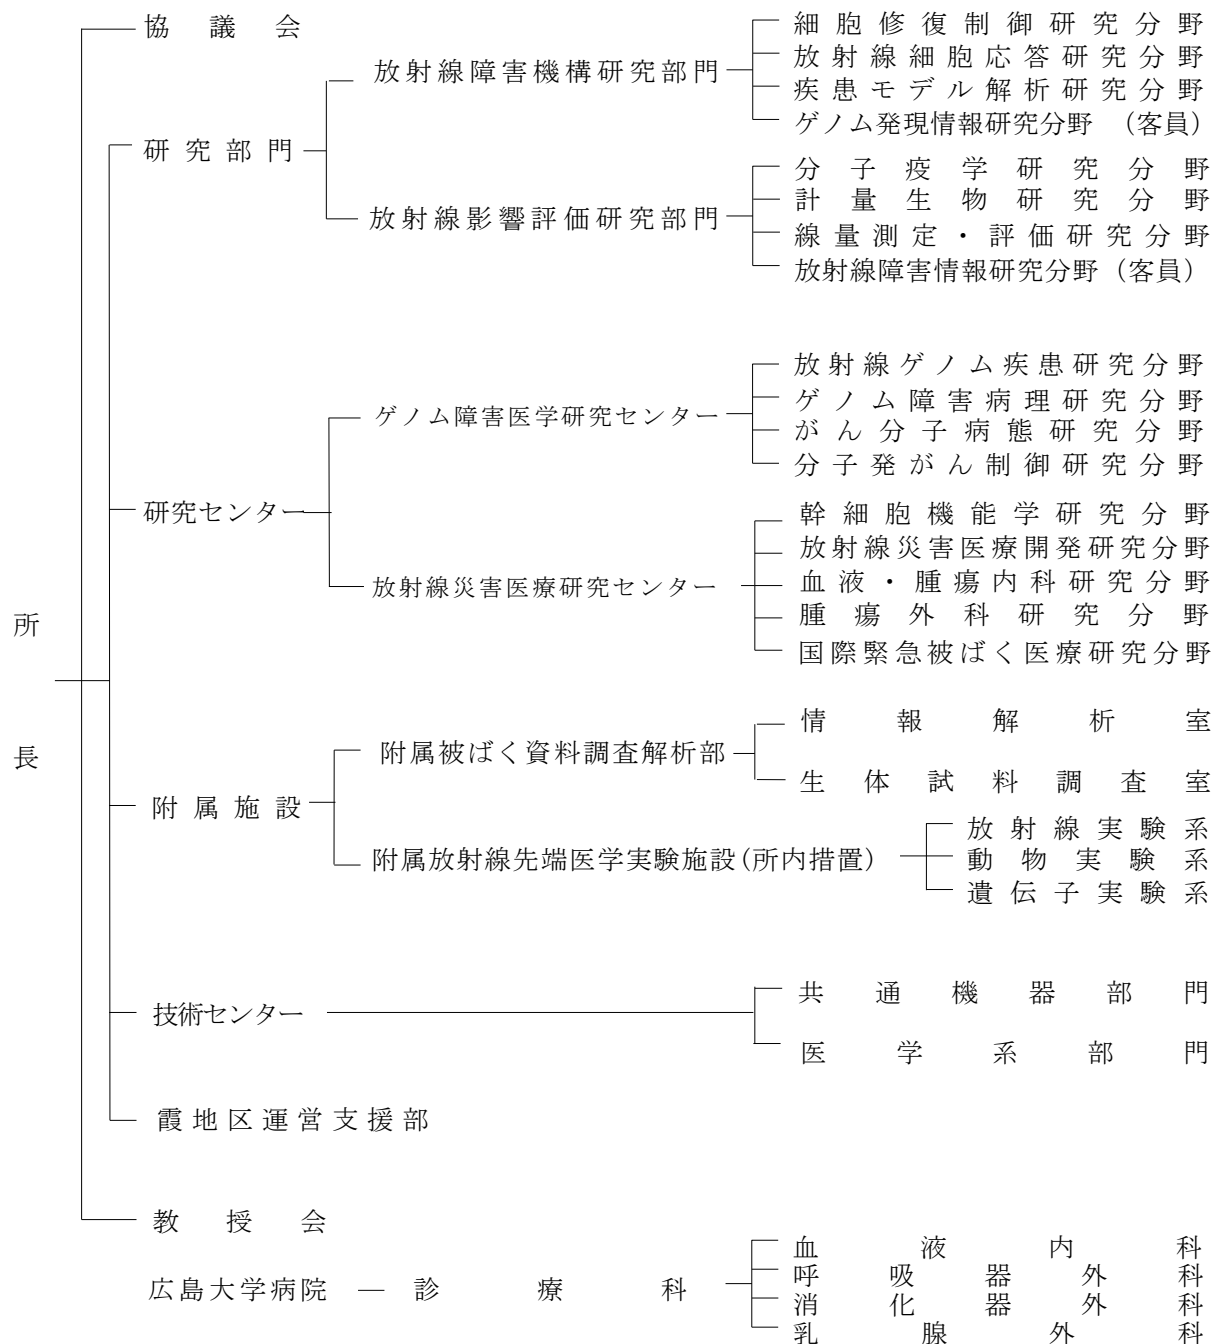 協議会
研究部門
放射線障害機構研究部門
細胞修復制御研究分野
放射線細胞応答研究分野
疾患モデル解析研究分野
ゲノム発現情報研究分野 （客員）
放射線影響評価研究部門
分子疫学研究分野
計量生物研究分野
線量測定・評価研究分野
放射線障害情報研究分野（客員）
研究センター
ゲノム障害医学研究センター
放射線ゲノム疾患研究分野
ゲノム障害病理研究分野
がん分子病態研究分野
分子発がん制御研究分野
放射線災害医療研究センター
幹細胞機能学研究分野
放射線災害医療開発研究分野
血液・腫瘍内科研究分野
腫瘍外科研究分野
国際緊急被ばく医療研究分野
所長
附属施設
附属被ばく資料調査解析部
情報解析室
生体試料調査室
附属放射線先端医学実験施設(所内措置)
放射線実験系
動物実験系
遺伝子実験系
技術センター
共通機器部門
医学系部門
霞地区運営支援部
教授会
広島大学病院 — 診療科
血液内科
呼吸器外科
消化器外科
乳腺外科